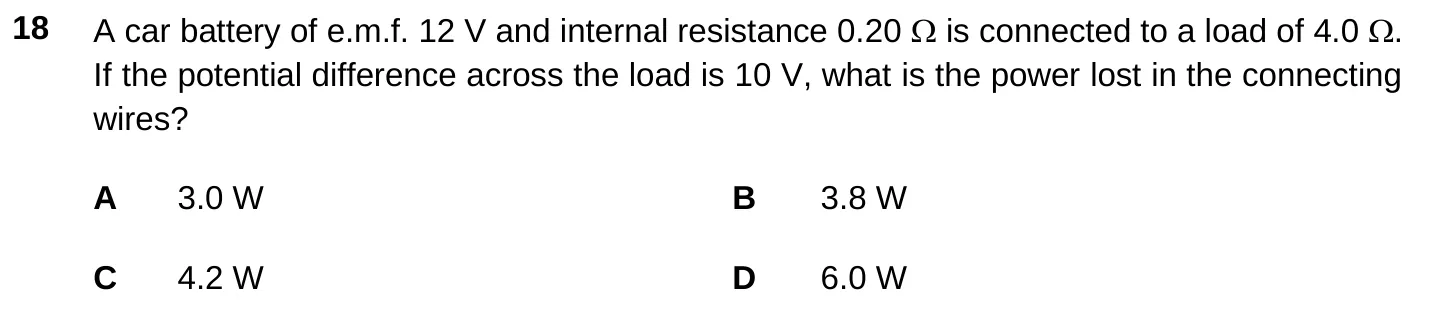 18 A car battery of e.m.f. 12 V and internal resistance 0.20 Ω is connected to a load of 4.0 Ω.
If the potential difference across the load is 10 V, what is the power lost in the connecting
wires?
A 3.0 W B 3.8 W
C 4.2 W D 6.0 W